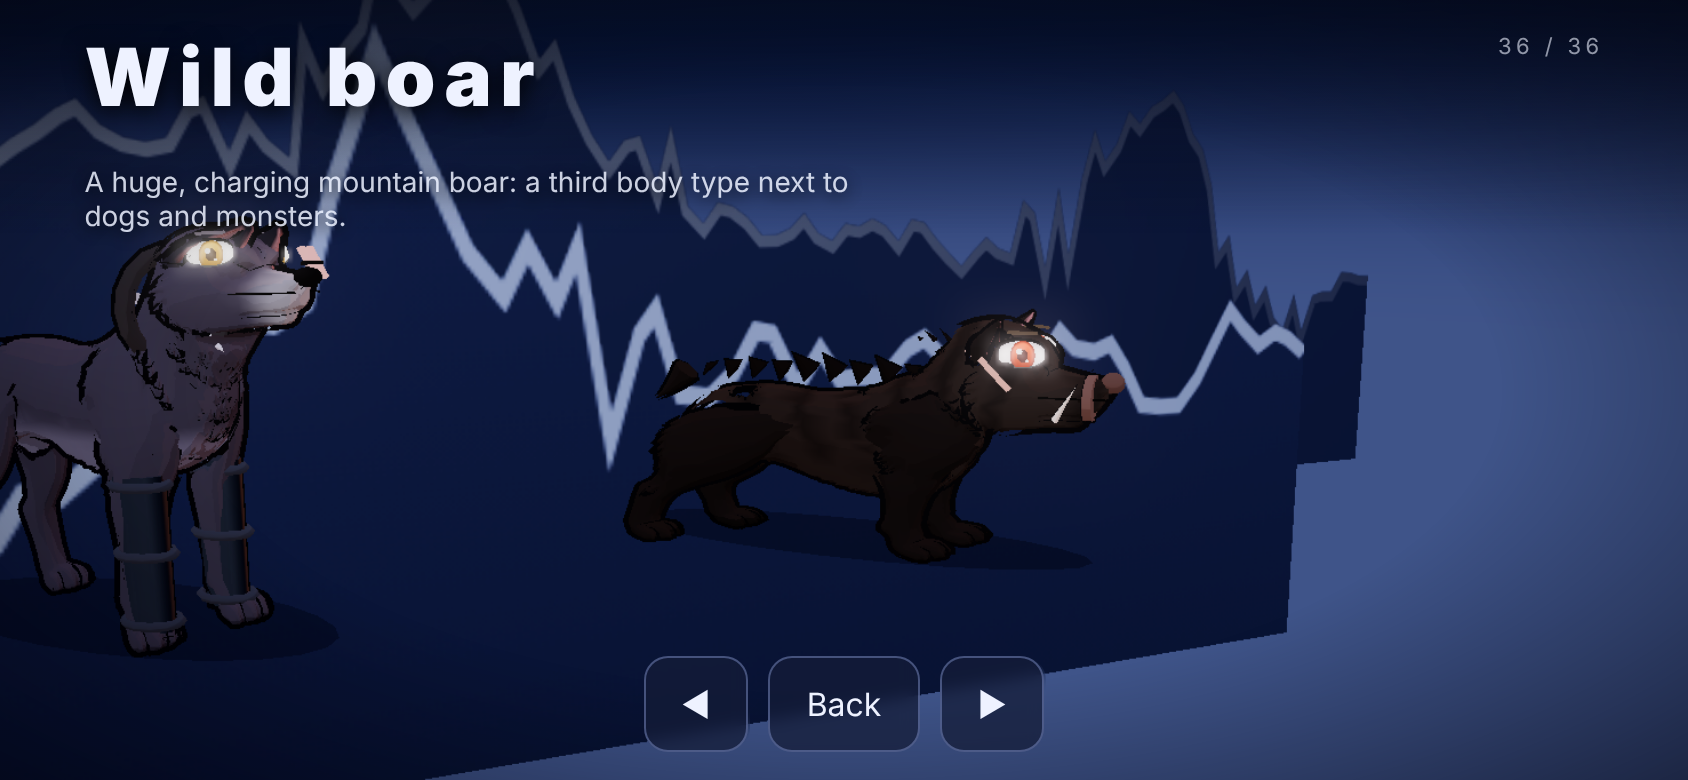 Wild boar
36 / 36
A huge, charging mountain boar: a third body type next to
dogs and monsters.
Back